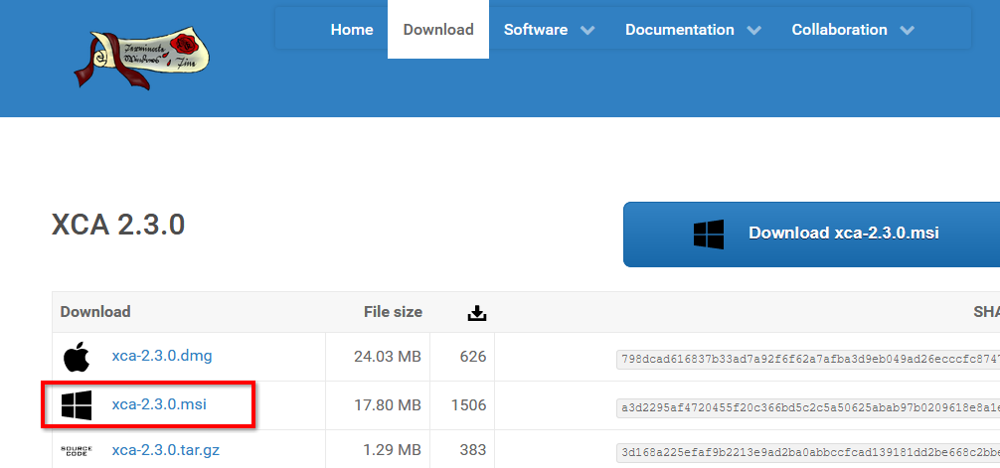 Home Download Software Documentation Collaboration
XCA 2.3.0
Download xca-2.3.0.msi
Download File size SHA
xca-2.3.0.dmg 24.03 MB 626 798dcad616837b33ad7a92f6f62a7afba3d9eb049ad26ecccfc8747
xca-2.3.0.msi 17.80 MB 1506 a3d2295af4720455f20c366bd5c2c5a50625abab97b0209618e8a1e
SOURCE
CODE
xca-2.3.0.tar.gz 1.29 MB 383 3d168a225efaf9b2213e9ad2ba0abbccfcad139181dd2be668c2bbe